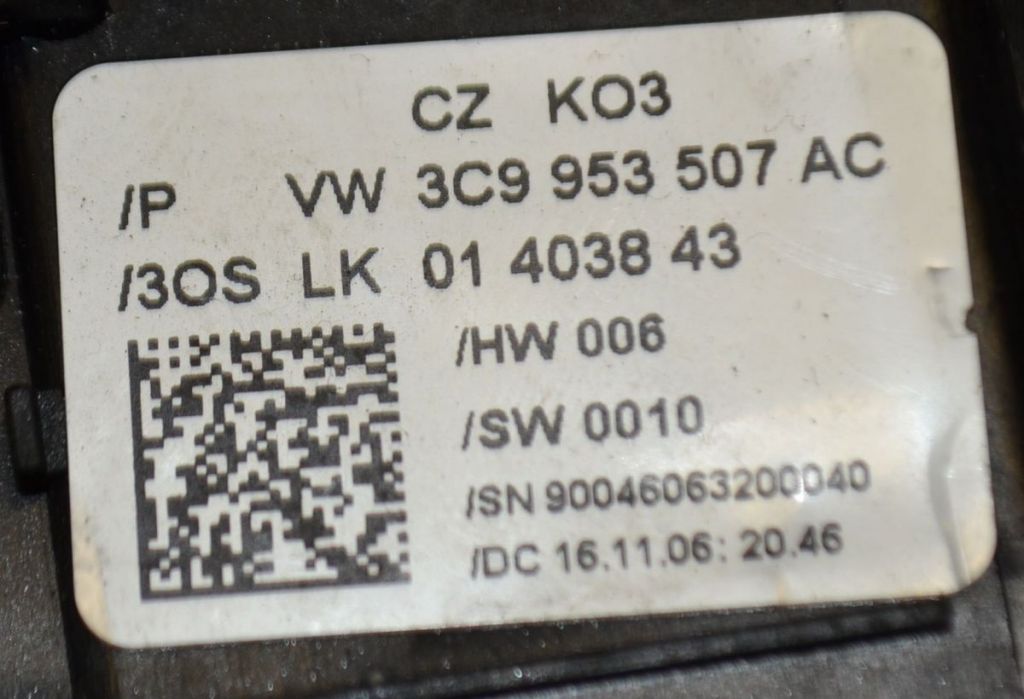 CZ KO3
/P VW 3C9 953 507 AC
/3OS LK 01 4038 43
/HW 006
/SW 0010
/SN 90046063200040
/DC 16.11.06: 20.46